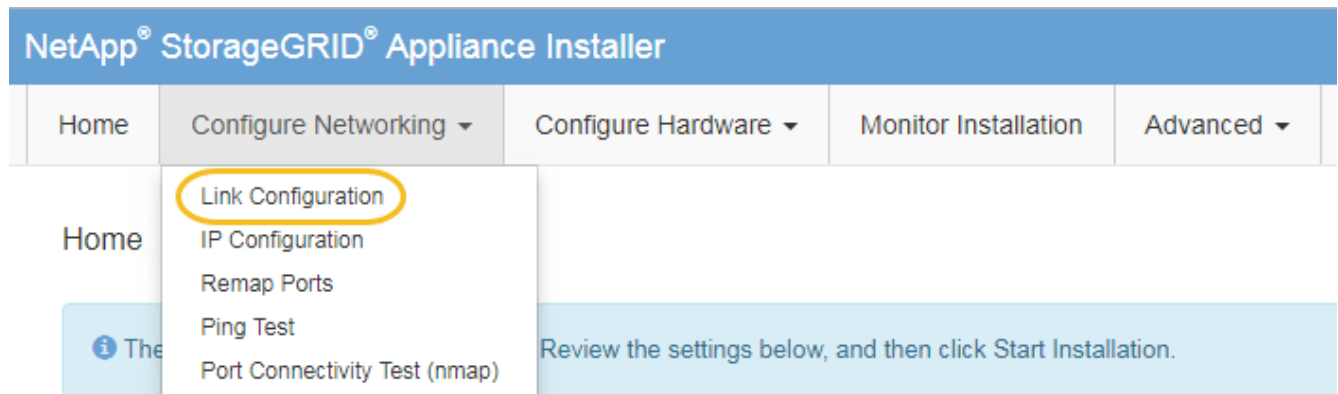 NetApp® StorageGRID® Appliance Installer
Home Configure Networking Configure Hardware Monitor Installation Advanced
Link Configuration
Home
IP Configuration
Remap Ports
Ping Test
The Review the settings below, and then click Start Installation.
Port Connectivity Test (nmap)